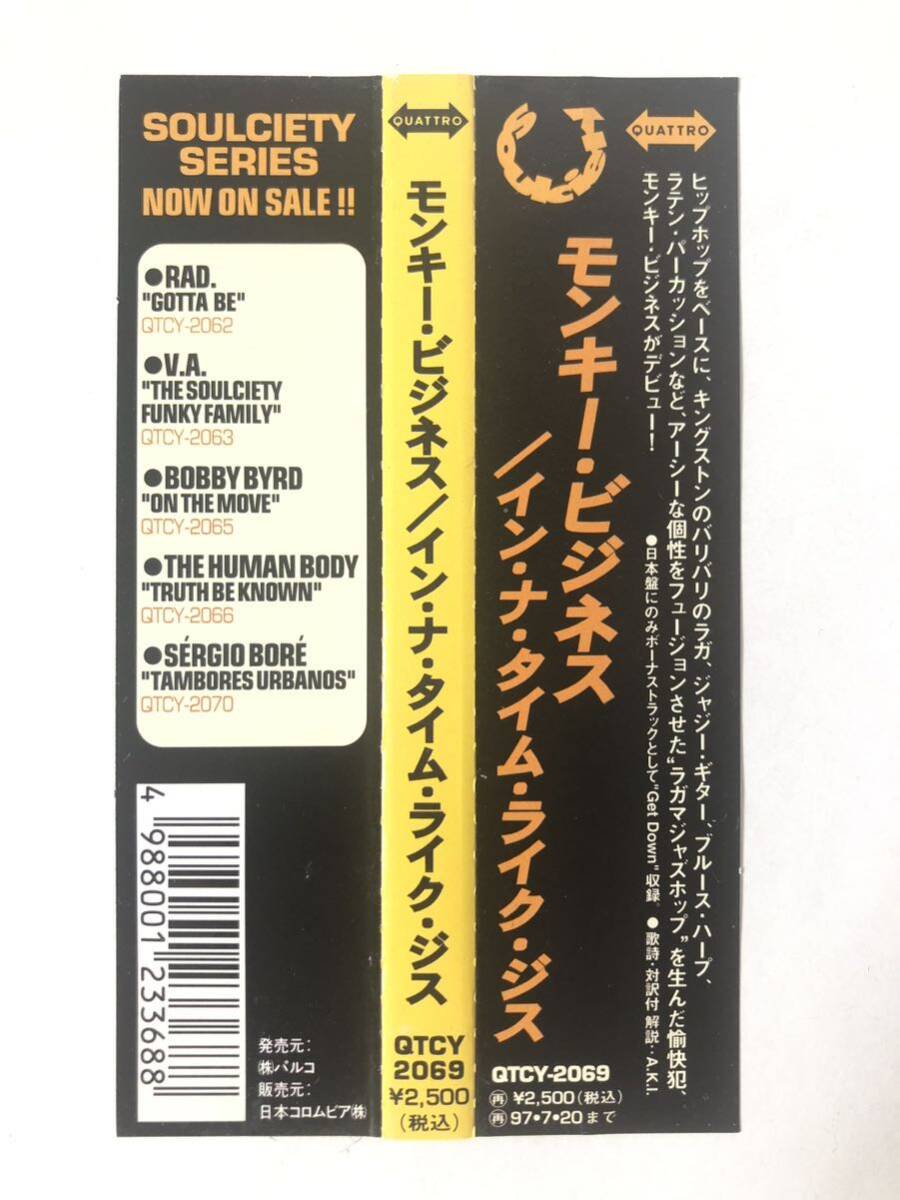 SOULCIETY
SERIES
NOW ON SALE !!
●RAD.
"GOTTA BE"
QTCY-2062
●V.A.
"THE SOULCIETY
FUNKY FAMILY"
QTCY-2063
●BOBBY BYRD
"ON THE MOVE"
QTCY-2065
●THE HUMAN BODY
"TRUTH BE KNOWN"
QTCY-2066
●SÉRGIO BORÉ
"TAMBORES URBANOS"
QTCY-2070
4 988001 233688
発売元:
㈱パルコ
販売元:
日本コロムビア㈱
QUATTRO
モンキー・ビジネス/イン・ナ・タイム・ライク・ジス
QTCY
2069
¥2,500
(税込)
QUATTRO
ヒップホップをベースに、キングストンのバリバリのラガ、ジャジー・ギター、ブルース・ハープ、
ラテン・パーカッションなど、アーシーな個性をフュージョンさせた"ラガマジャズホップ"を生んだ愉快犯、
モンキー・ビジネスがデビュー!
●日本盤にのみボーナストラックとして"Get Down"収録。 ●歌詩・対訳付 解説・A.K.I.
モンキー・ビジネス
/イン・ナ・タイム・ライク・ジス
QTCY-2069
再 ¥2,500(税込)
再 97•7•20まで